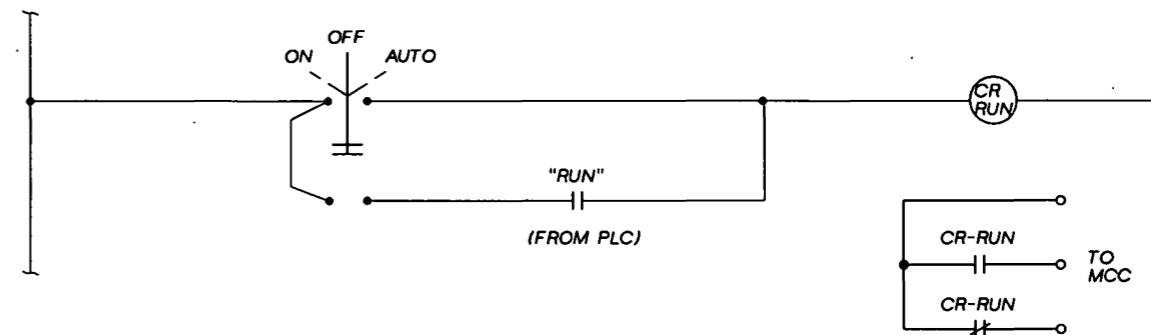 OFF
ON
AUTO
CR
RUN
"RUN"
(FROM PLC)
CR-RUN
TO
MCC
CR-RUN